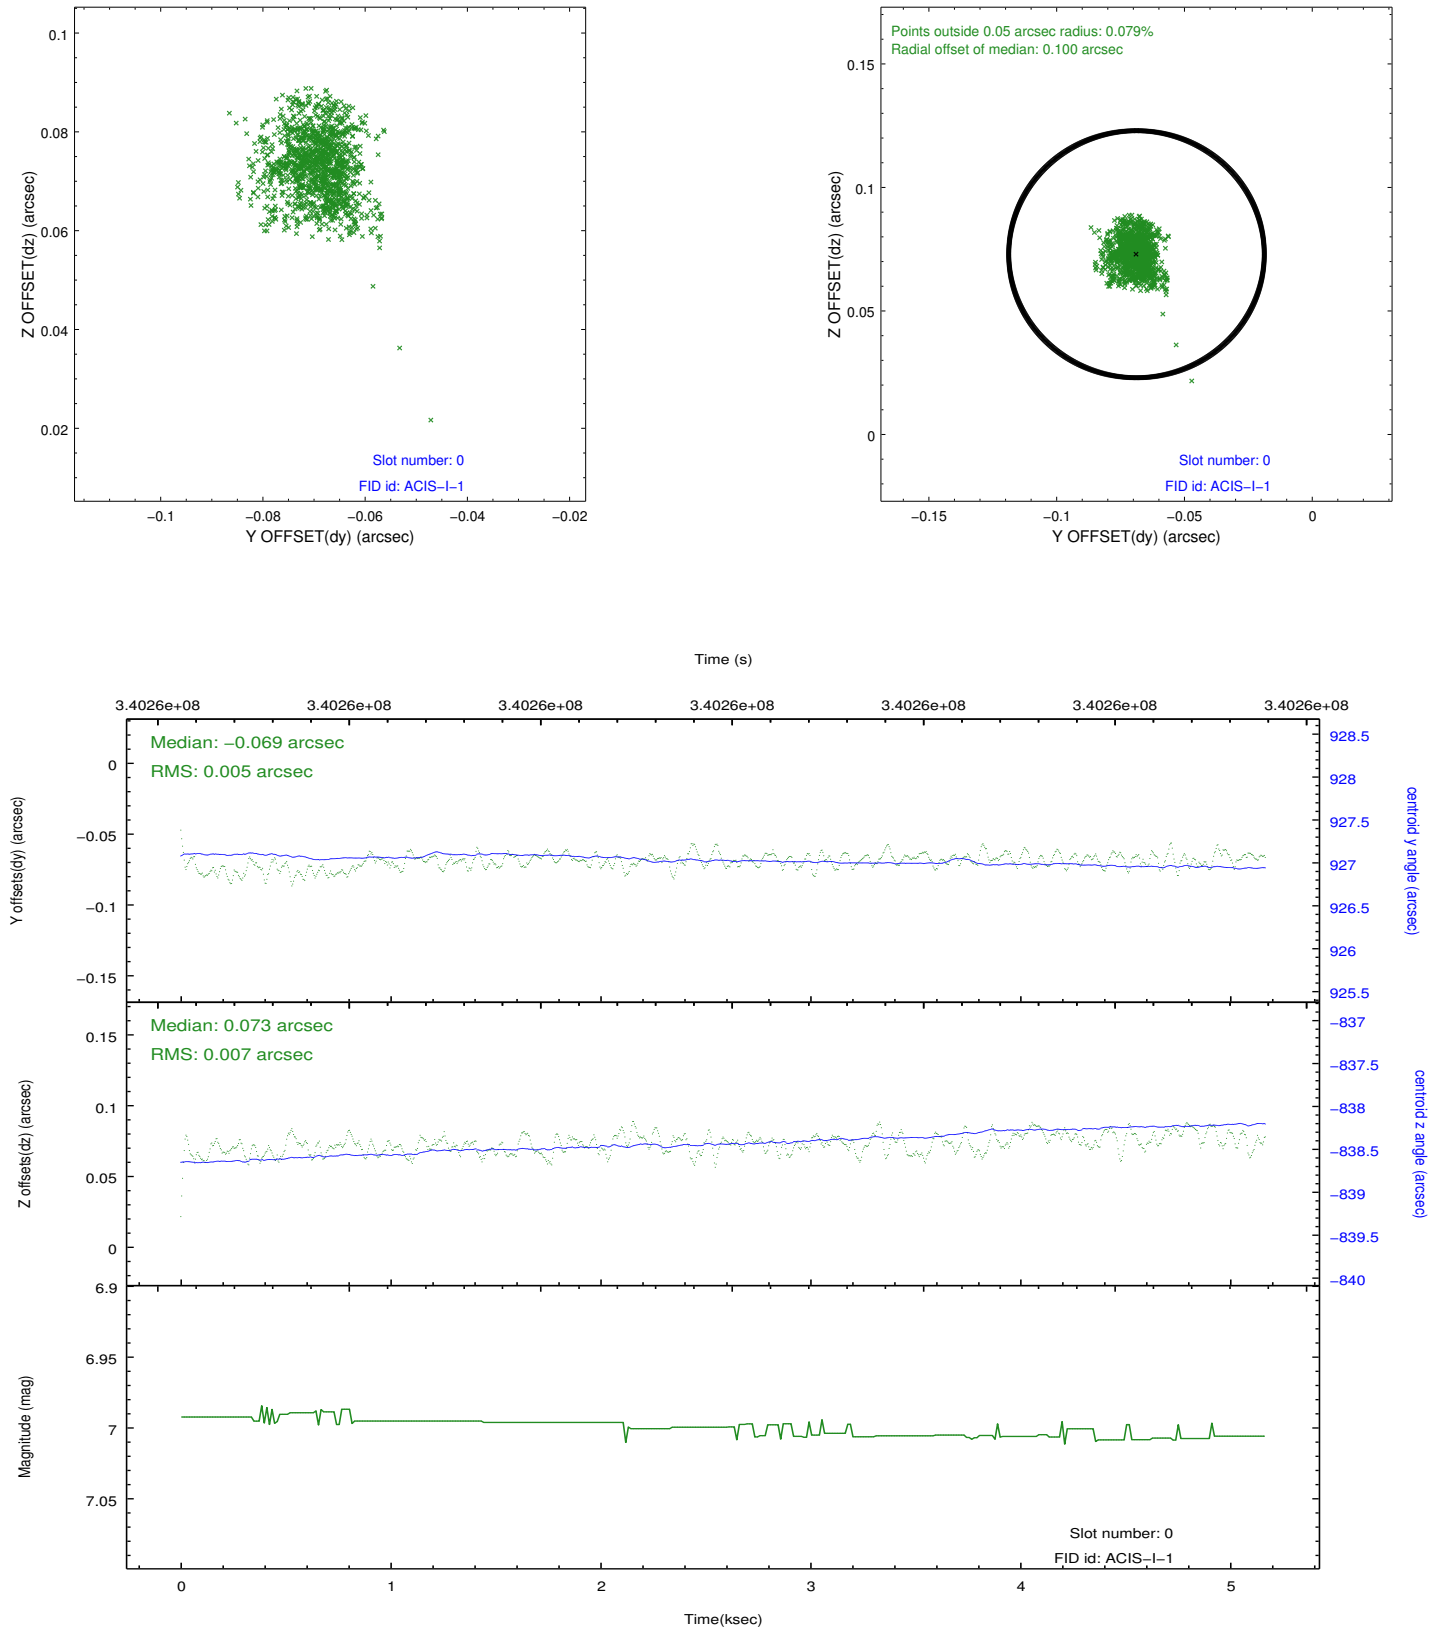 0.1
0.08
0.06
0.04
0.02
Z OFFSET(dz) (arcsec)
Slot number: 0
FID id: ACIS−I−1
−0.1 −0.08 −0.06 −0.04 −0.02
Y OFFSET(dy) (arcsec)
Points outside 0.05 arcsec radius: 0.079%
Radial offset of median: 0.100 arcsec
0.15
0.1
0.05
0
Z OFFSET(dz) (arcsec)
Slot number: 0
FID id: ACIS−I−1
−0.15 −0.1 −0.05 0
Y OFFSET(dy) (arcsec)
Time (s)
3.4026e+08 3.4026e+08 3.4026e+08 3.4026e+08 3.4026e+08 3.4026e+08 3.4026e+08
Median: −0.069 arcsec
RMS: 0.005 arcsec
0
−0.05
−0.1
−0.15
Y offsets(dy) (arcsec)
928.5
928
927.5
927
926.5
926
925.5
centroid y angle (arcsec)
Median: 0.073 arcsec
RMS: 0.007 arcsec
0.15
0.1
0.05
0
Z offsets(dz) (arcsec)
−837
−837.5
−838
−838.5
−839
−839.5
−840
centroid z angle (arcsec)
6.9
6.95
7
7.05
Magnitude (mag)
Slot number: 0
FID id: ACIS−I−1
0 1 2 3 4 5
Time(ksec)